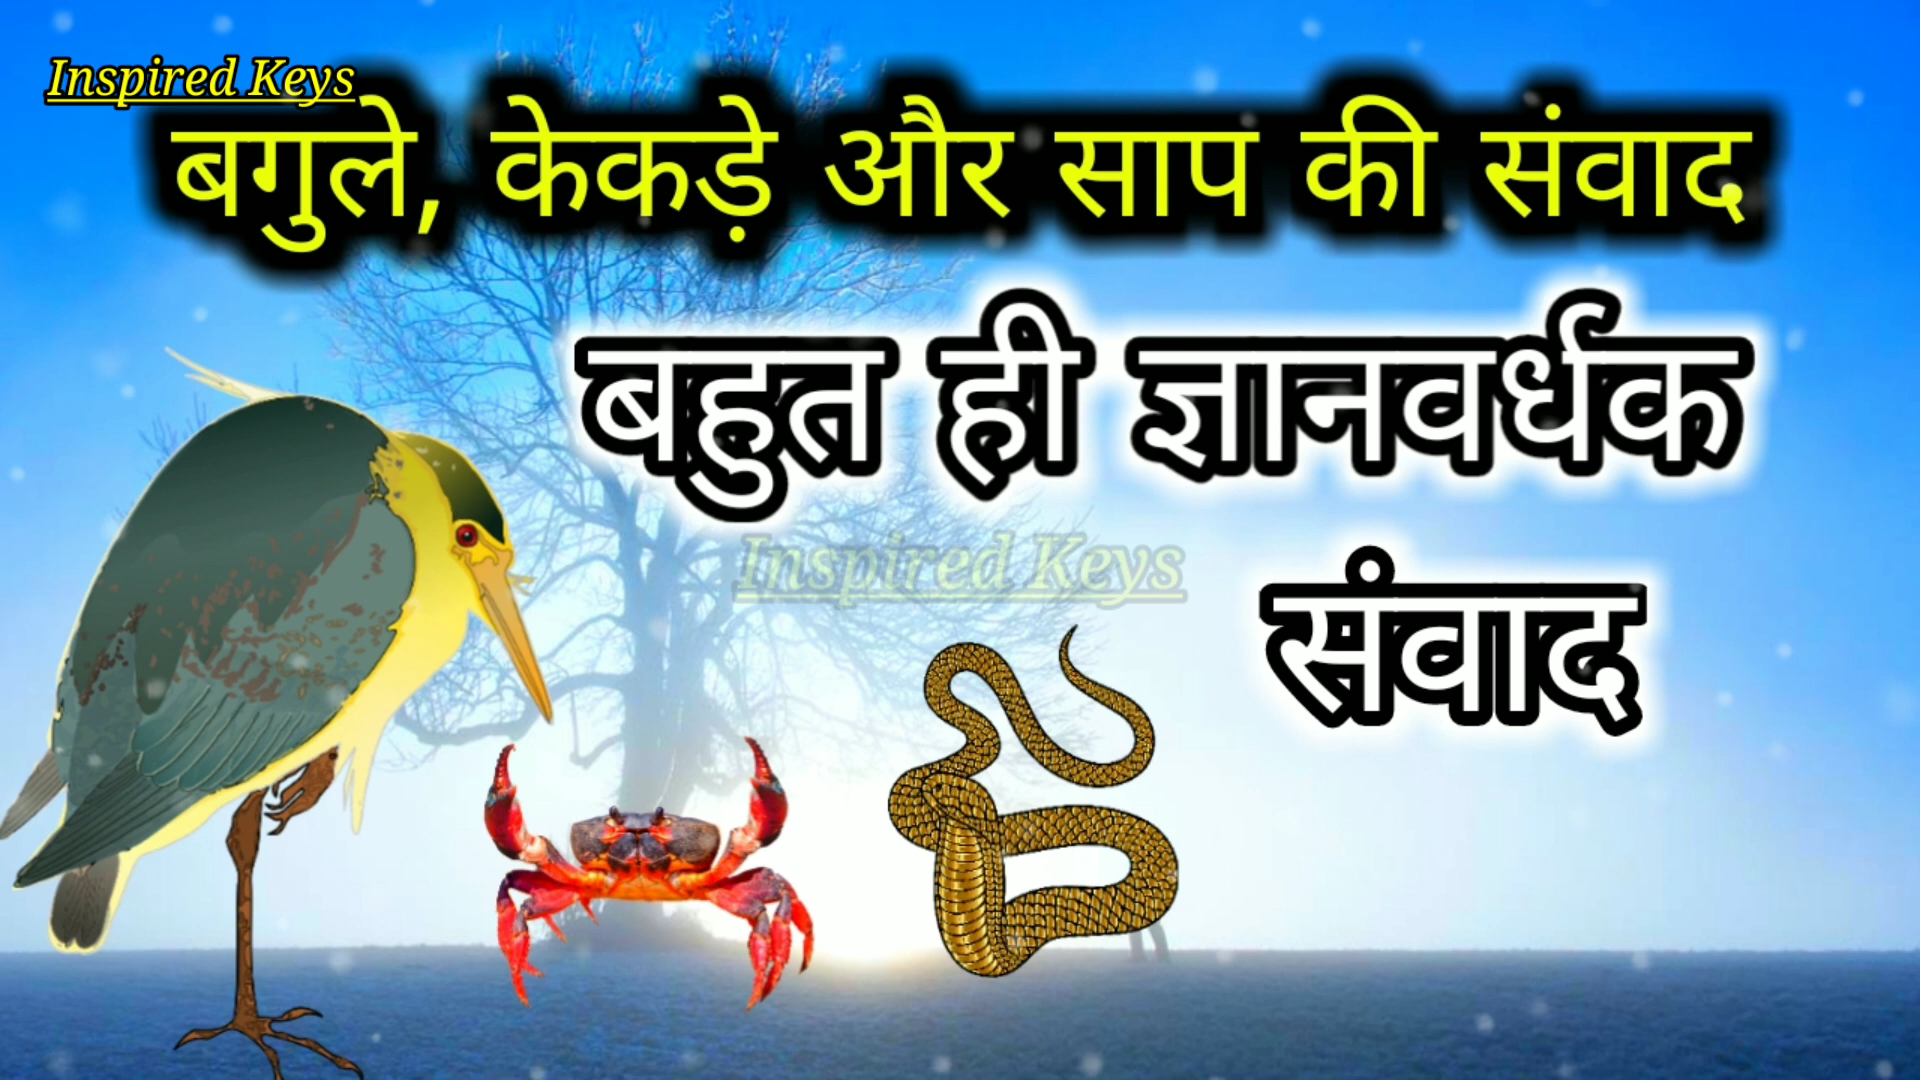 Inspired Keys
बगुले, केकड़े और साप की संवाद
बहुत ही ज्ञानवर्धक
Inspired Keys
संवाद